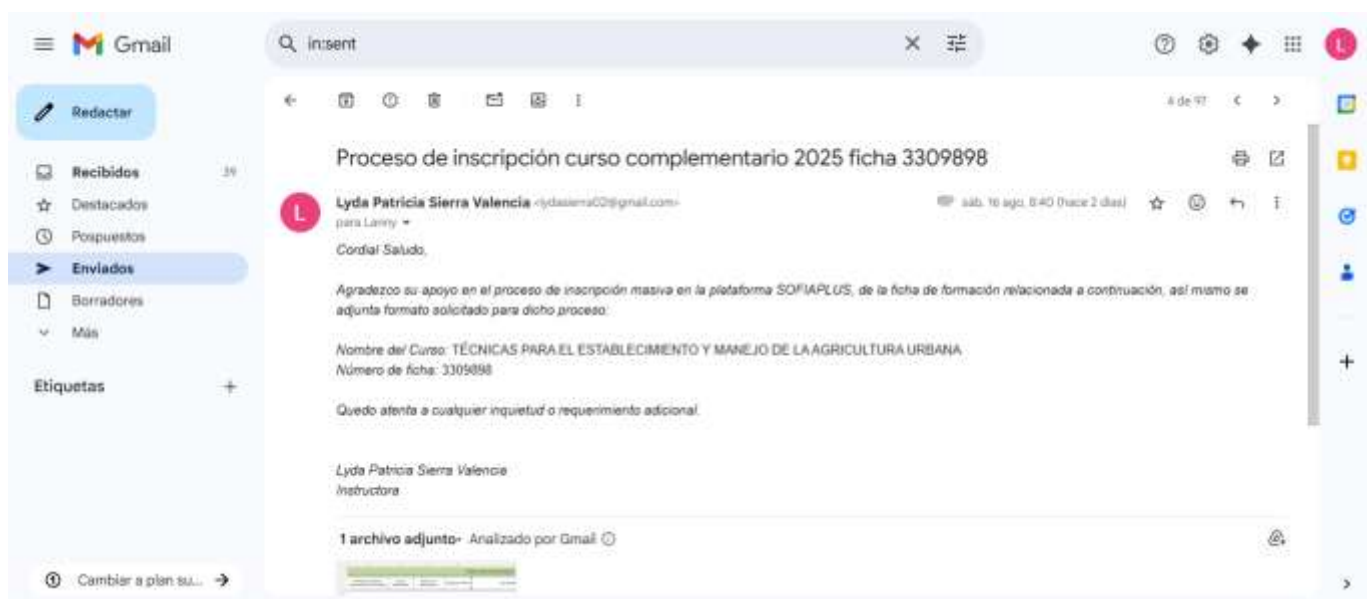 Gmail
in:sent
Redactar
4 de 97
Proceso de inscripción curso complementario 2025 ficha 3309898
Recibidos 39
Lyda Patricia Sierra Valencia <lydasierra02@gmail.com>
sáb, 16 ago, 8:40 (hace 2 días)
L
para Lanny
Destacados
Pospuestos
Enviados
Borradores
Más
Etiquetas
Cordial Saludo,
Agradezco su apoyo en el proceso de inscripción masiva en la plataforma SOFIAPLUS, de la ficha de formación relacionada a continuación, así mismo se
adjunta formato solicitado para dicho proceso:
Nombre del Curso: TÉCNICAS PARA EL ESTABLECIMIENTO Y MANEJO DE LA AGRICULTURA URBANA
Número de ficha: 3309898
Quedo atenta a cualquier inquietud o requerimiento adicional.
Lyda Patricia Sierra Valencia
Instructora
1 archivo adjunto• Analizado por Gmail
Cambiar a plan su...
L